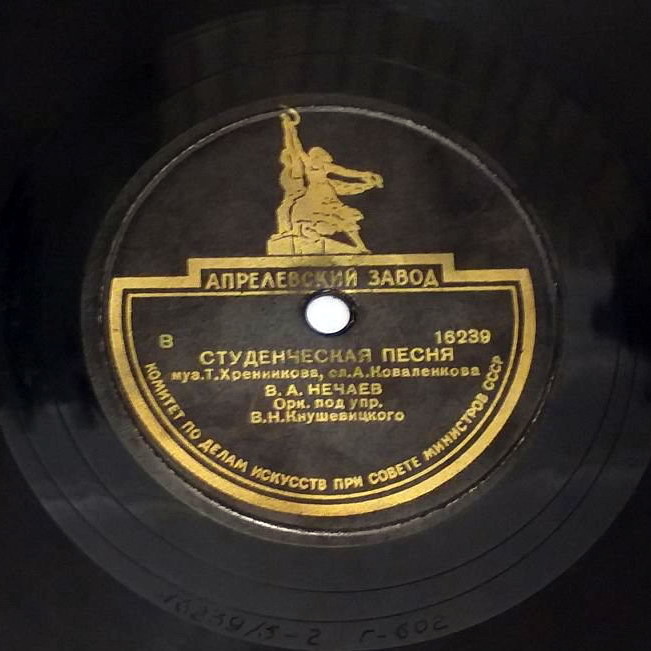 АПРЕЛЕВСКИЙ ЗАВОД
В 16239
СТУДЕНЧЕСКАЯ ПЕСНЯ
муз.Т.Хренникова, сл.А.Коваленкова
В.А.НЕЧАЕВ
Орк. под упр.
В.Н.Кнушевицкого
КОМИТЕТ ПО ДЕЛАМ ИСКУССТВ ПРИ СОВЕТЕ МИНИСТРОВ СССР
Г-602